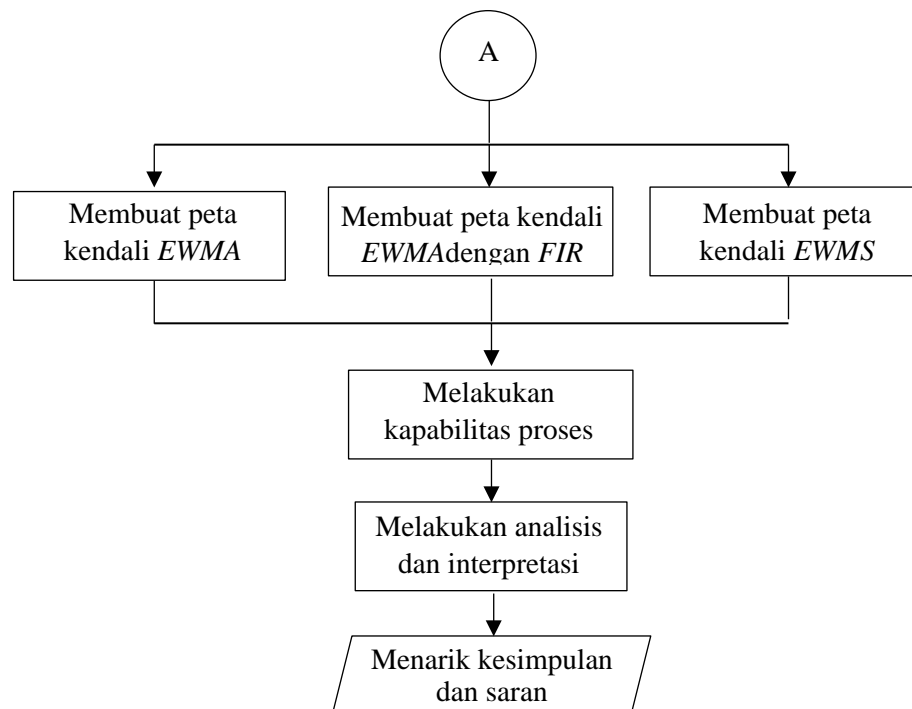 A
Membuat peta
kendali EWMA
Membuat peta kendali
EWMAdengan FIR
Membuat peta
kendali EWMS
Melakukan
kapabilitas proses
Melakukan analisis
dan interpretasi
Menarik kesimpulan
dan saran